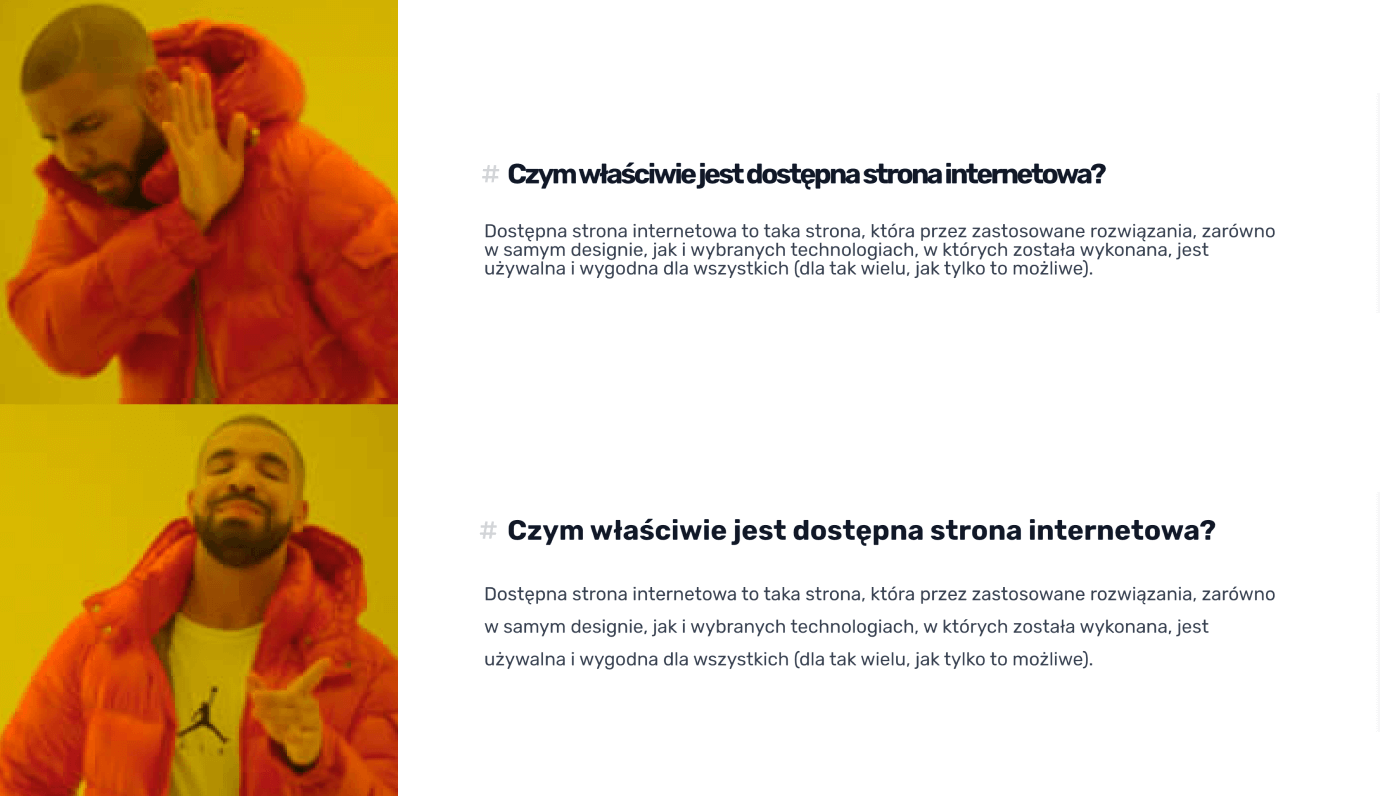 # Czym właściwie jest dostępna strona internetowa?
Dostępna strona internetowa to taka strona, która przez zastosowane rozwiązania, zarówno
w samym designie, jak i wybranych technologiach, w których została wykonana, jest
używalna i wygodna dla wszystkich (dla tak wielu, jak tylko to możliwe).
# Czym właściwie jest dostępna strona internetowa?
Dostępna strona internetowa to taka strona, która przez zastosowane rozwiązania, zarówno
w samym designie, jak i wybranych technologiach, w których została wykonana, jest
używalna i wygodna dla wszystkich (dla tak wielu, jak tylko to możliwe).